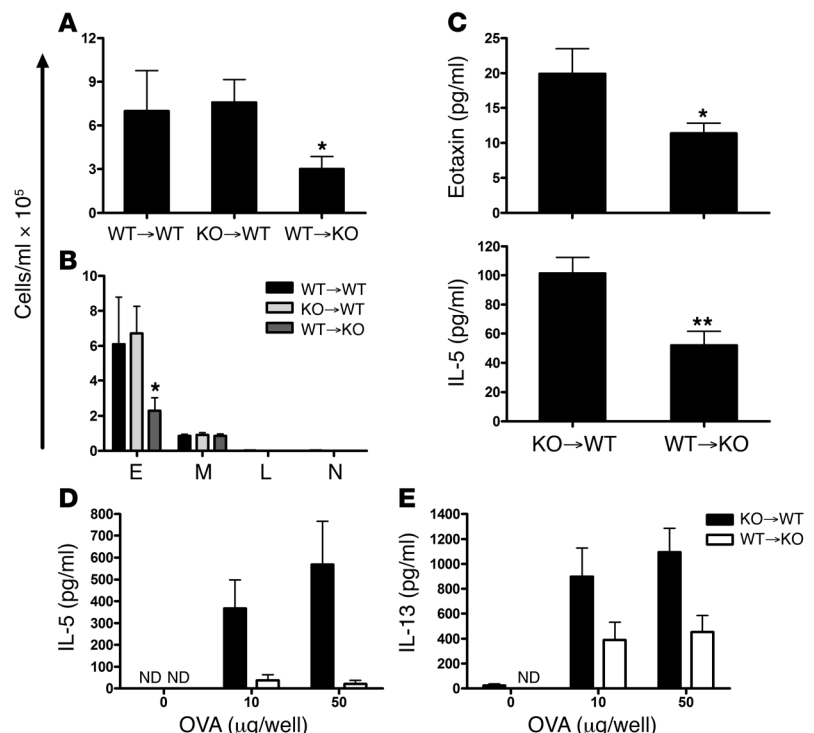 A
Cells/ml × 10⁵
12
9
6
3
0
*
WT→WT KO→WT WT→KO
B
10
8
6
4
2
0
WT→WT
KO→WT
WT→KO
*
E M L N
C
Eotaxin (pg/ml)
25
20
15
10
5
0
*
IL-5 (pg/ml)
120
100
80
60
40
20
0
**
KO→WT WT→KO
D
IL-5 (pg/ml)
800
700
600
500
400
300
200
100
0
ND ND
0 10 50
OVA (μg/well)
E
IL-13 (pg/ml)
1400
1200
1000
800
600
400
200
0
KO→WT
WT→KO
ND
0 10 50
OVA (μg/well)